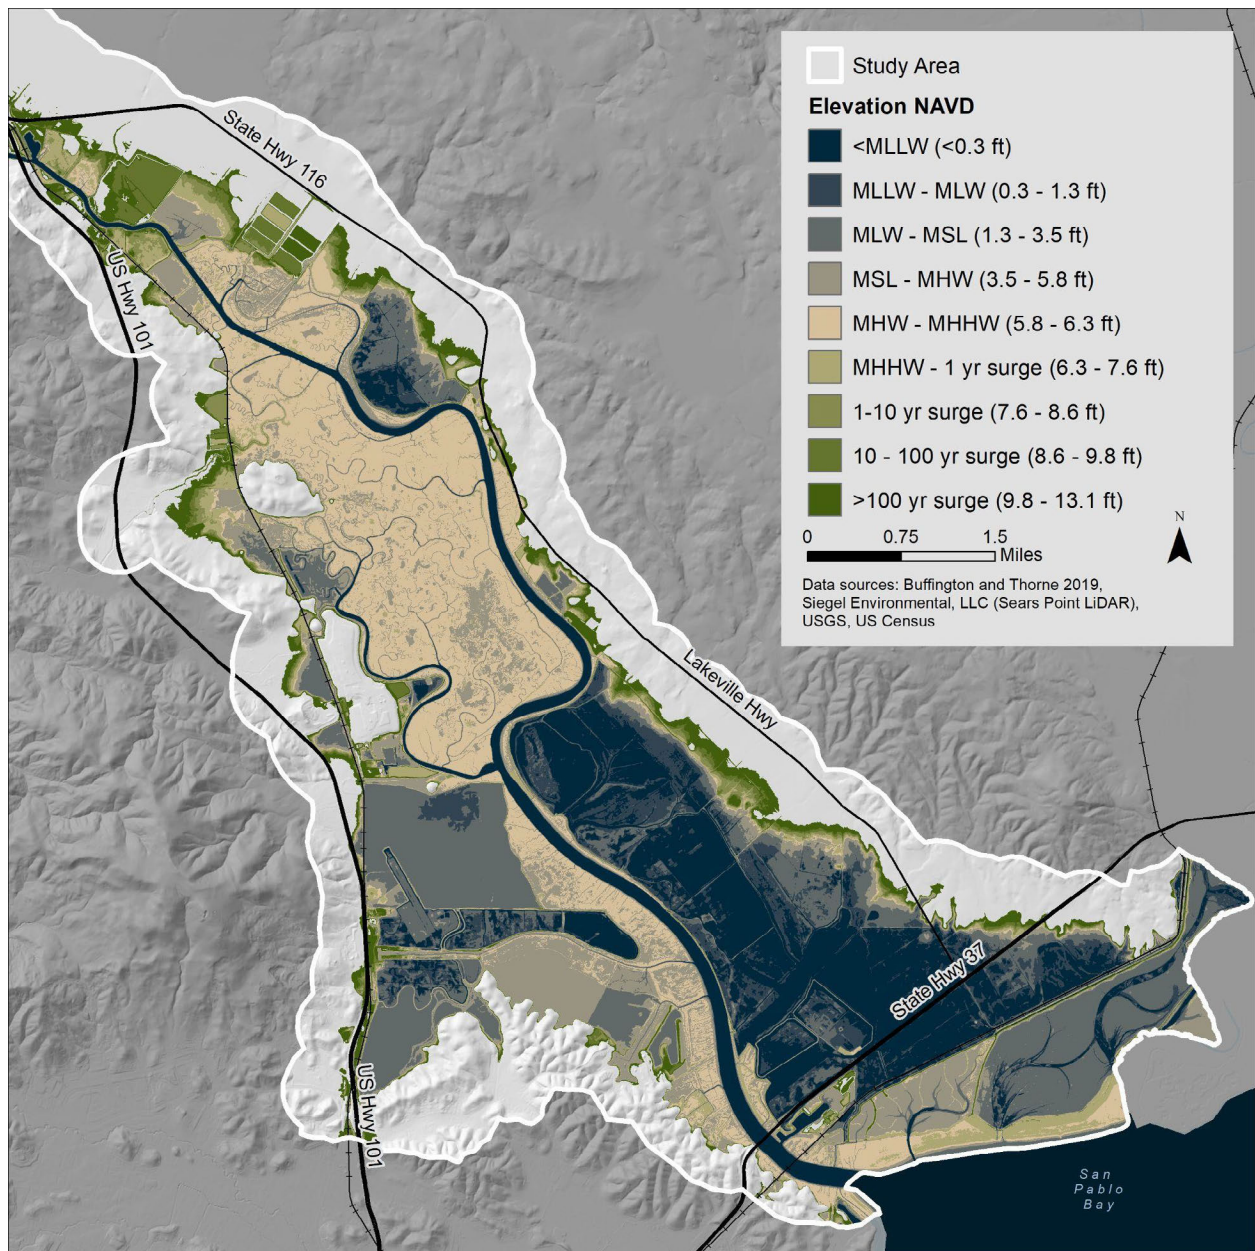 Study Area
Elevation NAVD
<MLLW (<0.3 ft)
MLLW - MLW (0.3 - 1.3 ft)
MLW - MSL (1.3 - 3.5 ft)
MSL - MHW (3.5 - 5.8 ft)
MHW - MHHW (5.8 - 6.3 ft)
MHHW - 1 yr surge (6.3 - 7.6 ft)
1-10 yr surge (7.6 - 8.6 ft)
10 - 100 yr surge (8.6 - 9.8 ft)
>100 yr surge (9.8 - 13.1 ft)
0 0.75 1.5
Miles
N
Data sources: Buffington and Thorne 2019,
Siegel Environmental, LLC (Sears Point LiDAR),
USGS, US Census
State Hwy 116
US Hwy 101
Lakeville Hwy
State Hwy 37
US Hwy 101
San
Pablo
Bay